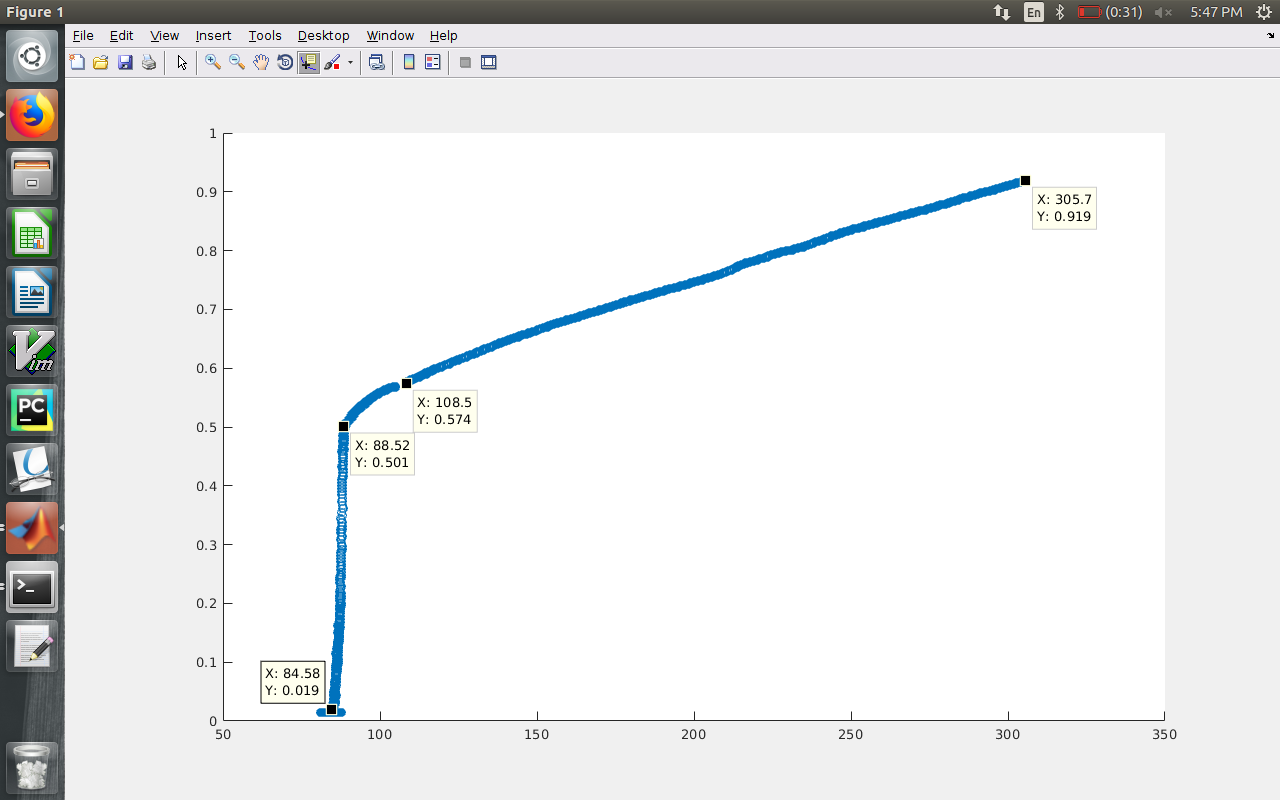 Figure 1
En
(0:31)
5:47 PM
File Edit View Insert Tools Desktop Window Help
1
0.9
0.8
0.7
0.6
0.5
0.4
0.3
0.2
0.1
0
50 100 150 200 250 300 350
X: 305.7
Y: 0.919
X: 108.5
Y: 0.574
X: 88.52
Y: 0.501
X: 84.58
Y: 0.019
Vim
PC
>_